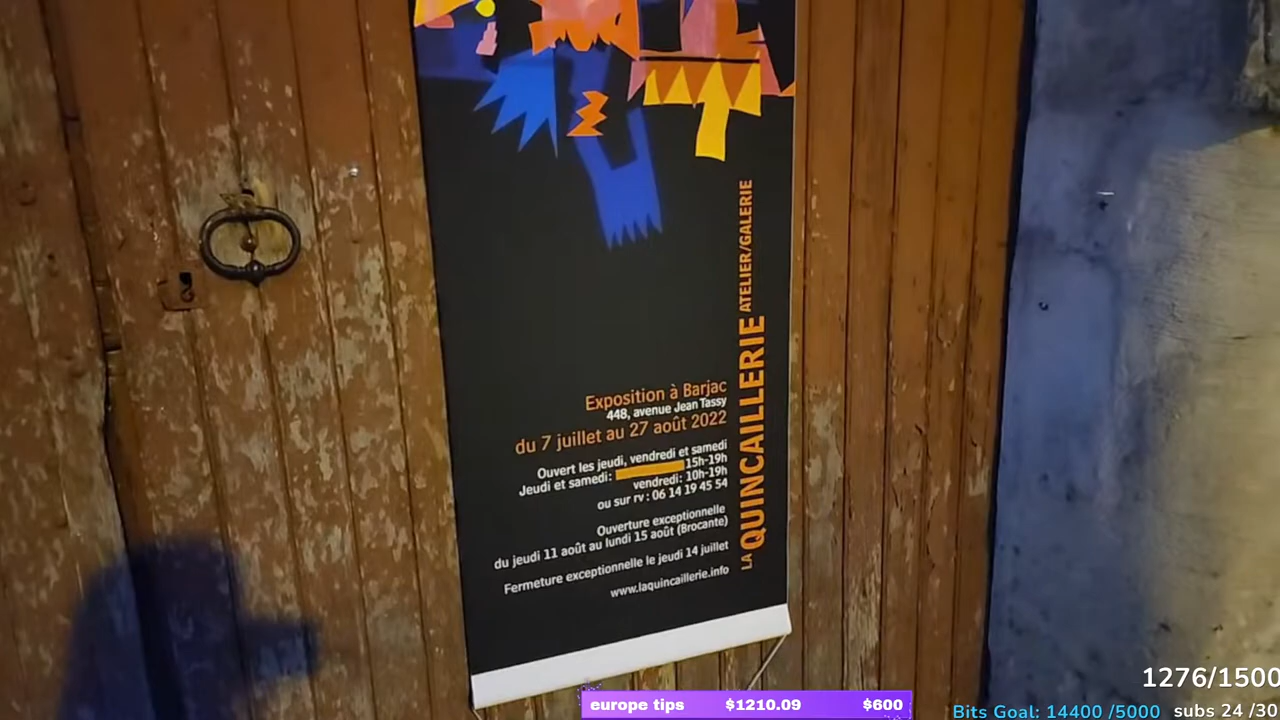 Exposition à Barjac
448, avenue Jean Tassy
du 7 juillet au 27 août 2022
Ouvert les jeudi, vendredi et samedi
Jeudi et samedi: 15h-19h
vendredi: 10h-19h
ou sur rv : 06 14 19 45 54
Ouverture exceptionnelle
du jeudi 11 août au lundi 15 août (Brocante)
Fermeture exceptionnelle le jeudi 14 juillet
www.laquincaillerie.info
LA QUINCAILLERIE ATELIER/GALERIE
1276/1500
europe tips $1210.09 $600
Bits Goal: 14400 /5000 subs 24 /30